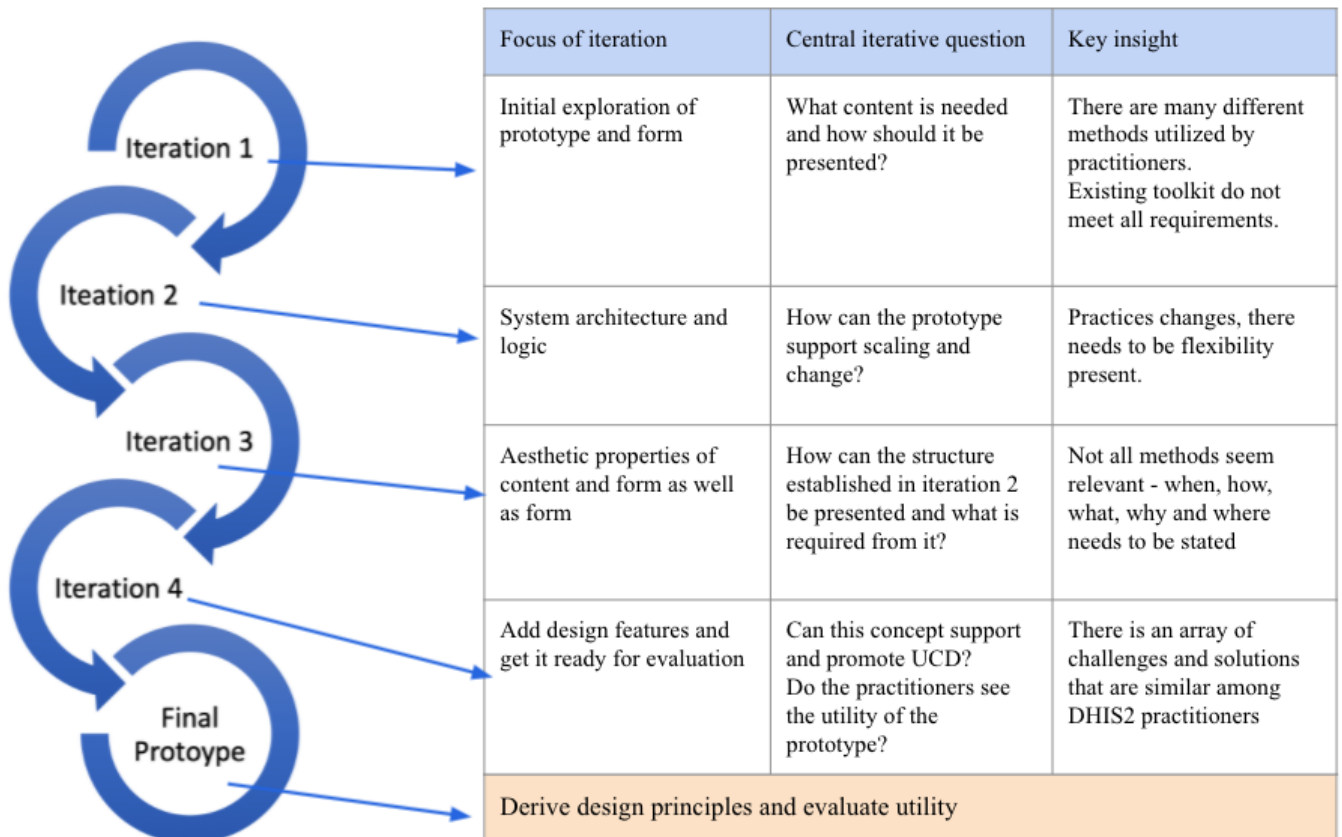 Focus of iteration
Central iterative question
Key insight
Iteration 1
Initial exploration of
prototype and form
What content is needed
and how should it be
presented?
There are many different
methods utilized by
practitioners.
Existing toolkit do not
meet all requirements.
Iteation 2
System architecture and
logic
How can the prototype
support scaling and
change?
Practices changes, there
needs to be flexibility
present.
Iteration 3
Aesthetic properties of
content and form as well
as form
How can the structure
established in iteration 2
be presented and what is
required from it?
Not all methods seem
relevant - when, how,
what, why and where
needs to be stated
Iteration 4
Add design features and
get it ready for evaluation
Can this concept support
and promote UCD?
Do the practitioners see
the utility of the
prototype?
There is an array of
challenges and solutions
that are similar among
DHIS2 practitioners
Final
Protoype
Derive design principles and evaluate utility